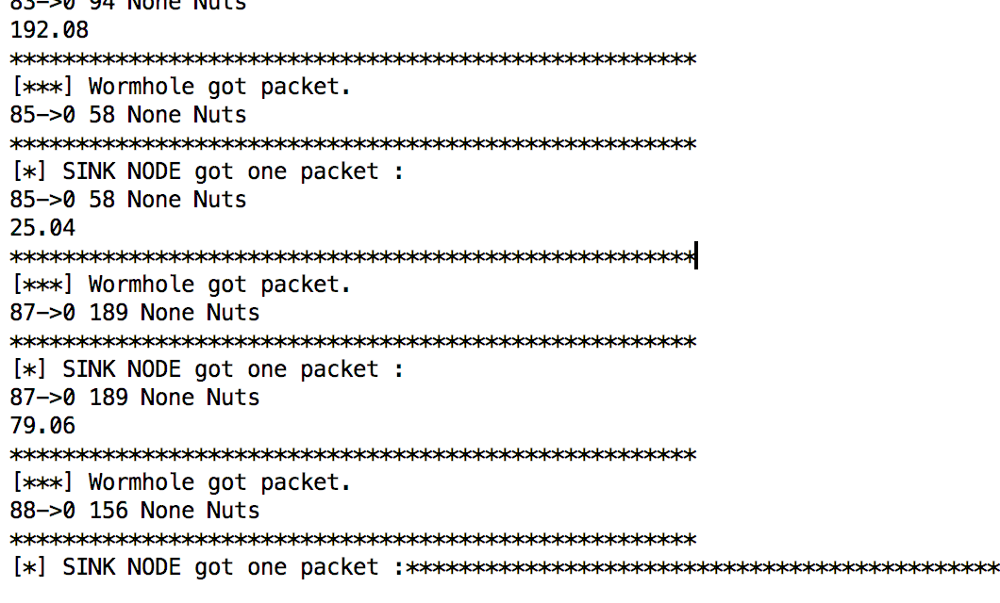 83->0 94 None Nuts
192.08
****************************************************
[***] Wormhole got packet.
85->0 58 None Nuts
****************************************************
[*] SINK NODE got one packet :
85->0 58 None Nuts
25.04
****************************************************
[***] Wormhole got packet.
87->0 189 None Nuts
****************************************************
[*] SINK NODE got one packet :
87->0 189 None Nuts
79.06
****************************************************
[***] Wormhole got packet.
88->0 156 None Nuts
****************************************************
[*] SINK NODE got one packet :*********************************************